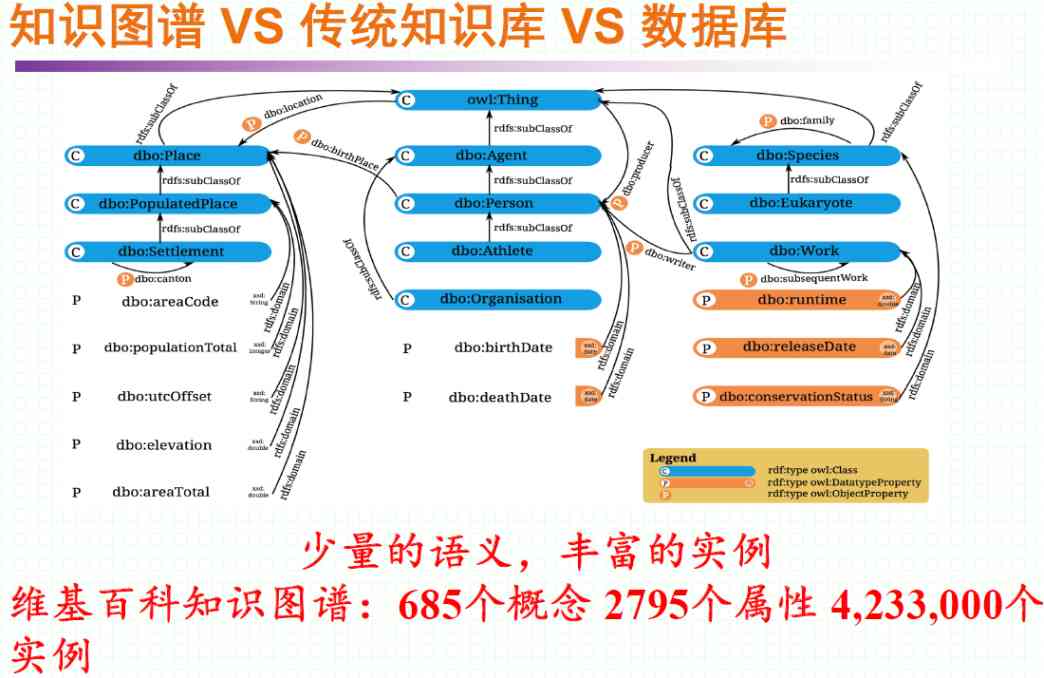 知识图谱 VS 传统知识库 VS 数据库
rdfs:subClassOf
P dbo:location
C owl:Thing
rdfs:subClassOf
P dbo:family
rdfs:subClassOf
P dbo:birthPlace
P dbo:producer
C dbo:Place
C dbo:Agent
C dbo:Species
rdfs:subClassOf
rdfs:subClassOf
rdfs:subClassOf
rdfs:subClassOf
C dbo:PopulatedPlace
C dbo:Person
C dbo:Eukaryote
rdfs:subClassOf
rdfs:subClassOf
rdfs:subClassOf
P dbo:writer
C dbo:Settlement
C dbo:Athlete
C dbo:Work
P dbo:canton
P dbo:subsequentWork
P dbo:areaCode xsd: String rdfs:domain
C dbo:Organisation
P dbo:runtime xsd: double rdfs:domain
P dbo:populationTotal xsd: integer rdfs:domain
P dbo:birthDate xsd: date rdfs:domain
P dbo:releaseDate xsd: date rdfs:domain
P dbo:utcOffset xsd: String rdfs:domain
P dbo:deathDate xsd: date rdfs:domain
P dbo:conservationStatus xsd: String rdfs:domain
P dbo:elevation xsd: double rdfs:domain
P dbo:areaTotal xsd: double rdfs:domain
Legend
C rdf:type owl:Class
P rdf:type owl:DatatypeProperty
P rdf:type owl:ObjectProperty
少量的语义，丰富的实例
维基百科知识图谱：685个概念 2795个属性 4,233,000个
实例